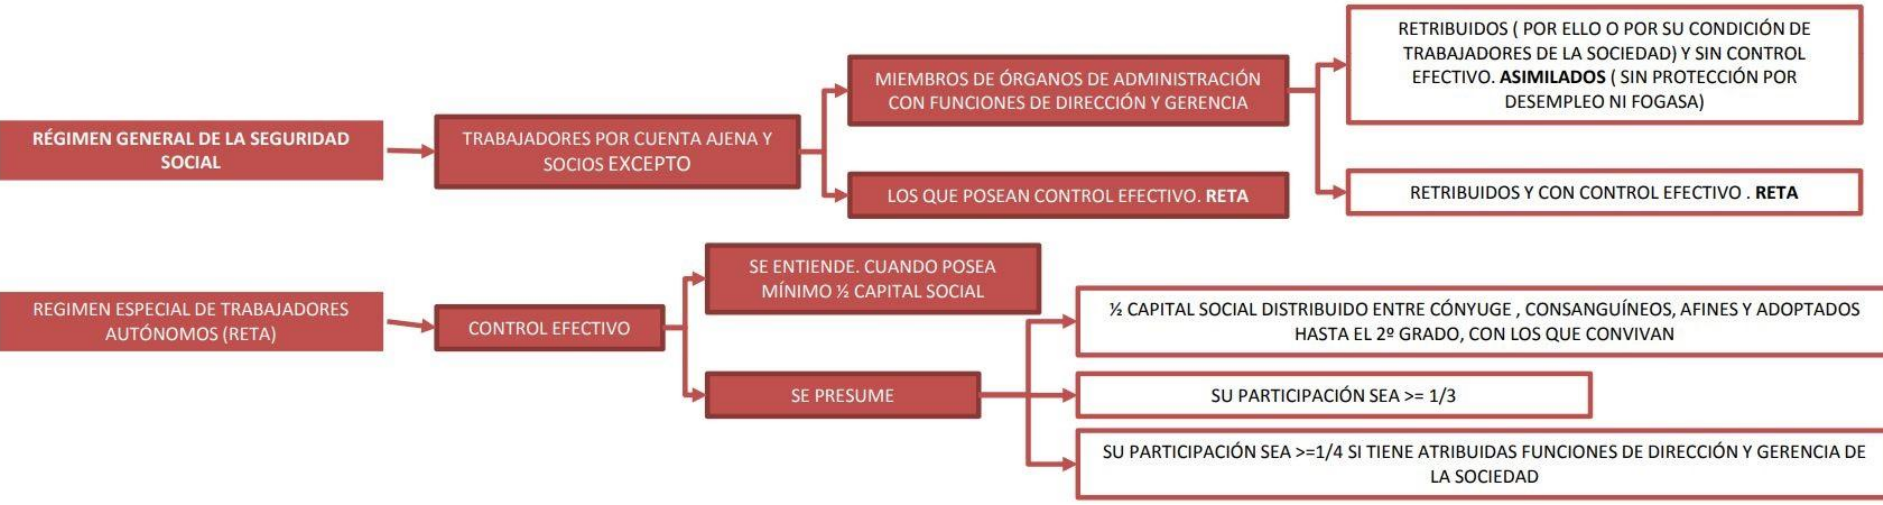 RÉGIMEN GENERAL DE LA SEGURIDAD
SOCIAL
TRABAJADORES POR CUENTA AJENA Y
SOCIOS EXCEPTO
MIEMBROS DE ÓRGANOS DE ADMINISTRACIÓN
CON FUNCIONES DE DIRECCIÓN Y GERENCIA
RETRIBUIDOS ( POR ELLO O POR SU CONDICIÓN DE
TRABAJADORES DE LA SOCIEDAD) Y SIN CONTROL
EFECTIVO. ASIMILADOS ( SIN PROTECCIÓN POR
DESEMPLEO NI FOGASA)
LOS QUE POSEAN CONTROL EFECTIVO. RETA
RETRIBUIDOS Y CON CONTROL EFECTIVO . RETA
REGIMEN ESPECIAL DE TRABAJADORES
AUTÓNOMOS (RETA)
CONTROL EFECTIVO
SE ENTIENDE. CUANDO POSEA
MÍNIMO ½ CAPITAL SOCIAL
SE PRESUME
½ CAPITAL SOCIAL DISTRIBUIDO ENTRE CÓNYUGE , CONSANGUÍNEOS, AFINES Y ADOPTADOS
HASTA EL 2º GRADO, CON LOS QUE CONVIVAN
SU PARTICIPACIÓN SEA >= 1/3
SU PARTICIPACIÓN SEA >=1/4 SI TIENE ATRIBUIDAS FUNCIONES DE DIRECCIÓN Y GERENCIA DE
LA SOCIEDAD